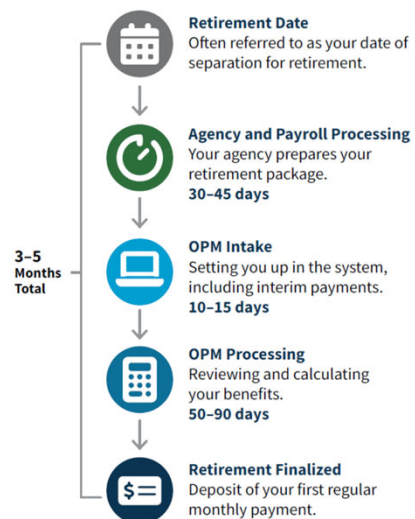 Retirement Date
Often referred to as your date of
separation for retirement.
Agency and Payroll Processing
Your agency prepares your
retirement package.
30–45 days
3–5
Months
Total
OPM Intake
Setting you up in the system,
including interim payments.
10–15 days
OPM Processing
Reviewing and calculating
your benefits.
50–90 days
$
Retirement Finalized
Deposit of your first regular
monthly payment.